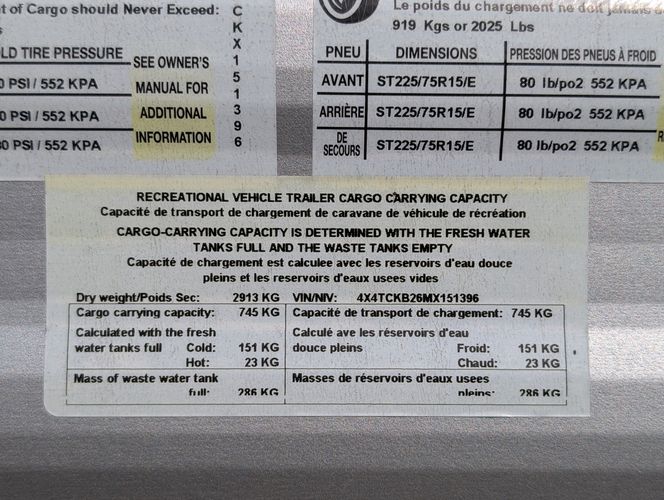 nt of Cargo should Never Exceed:
s
OLD TIRE PRESSURE
0 PSI / 552 KPA
0 PSI / 552 KPA
80 PSI / 552 KPA
SEE OWNER'S
MANUAL FOR
ADDITIONAL
INFORMATION
C
K
X
1
5
1
3
9
6
Le poids du chargement ne doit jamais
919 Kgs or 2025 Lbs
PNEU DIMENSIONS PRESSION DES PNEUS À FROID
AVANT ST225/75R15/E 80 lb/po2 552 KPA
ARRIÈRE ST225/75R15/E 80 lb/po2 552 KPA
DE SECOURS ST225/75R15/E 80 lb/po2 552 KPA
RECREATIONAL VEHICLE TRAILER CARGO CARRYING CAPACITY
Capacité de transport de chargement de caravane de véhicule de récréation
CARGO-CARRYING CAPACITY IS DETERMINED WITH THE FRESH WATER
TANKS FULL AND THE WASTE TANKS EMPTY
Capacité de chargement est calculee avec les reservoirs d'eau douce
pleins et les reservoirs d'eaux usees vides
Dry weight/Poids Sec: 2913 KG VIN/NIV: 4X4TCKB26MX151396
Cargo carrying capacity: 745 KG Capacité de transport de chargement: 745 KG
Calculated with the fresh Calculé ave les réservoirs d'eau
water tanks full Cold: 151 KG douce pleins Froid: 151 KG
Hot: 23 KG Chaud: 23 KG
Mass of waste water tank Masses de réservoirs d'eaux usees
full: 286 KG pleins: 286 KG